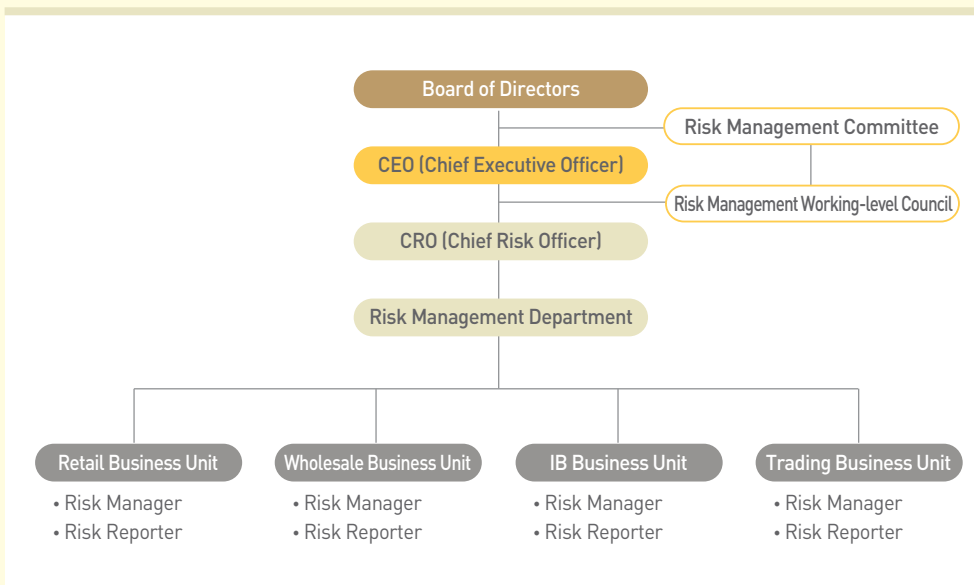 Board of Directors
Risk Management Committee
CEO (Chief Executive Officer)
Risk Management Working-level Council
CRO (Chief Risk Officer)
Risk Management Department
Retail Business Unit
• Risk Manager
• Risk Reporter
Wholesale Business Unit
• Risk Manager
• Risk Reporter
IB Business Unit
• Risk Manager
• Risk Reporter
Trading Business Unit
• Risk Manager
• Risk Reporter